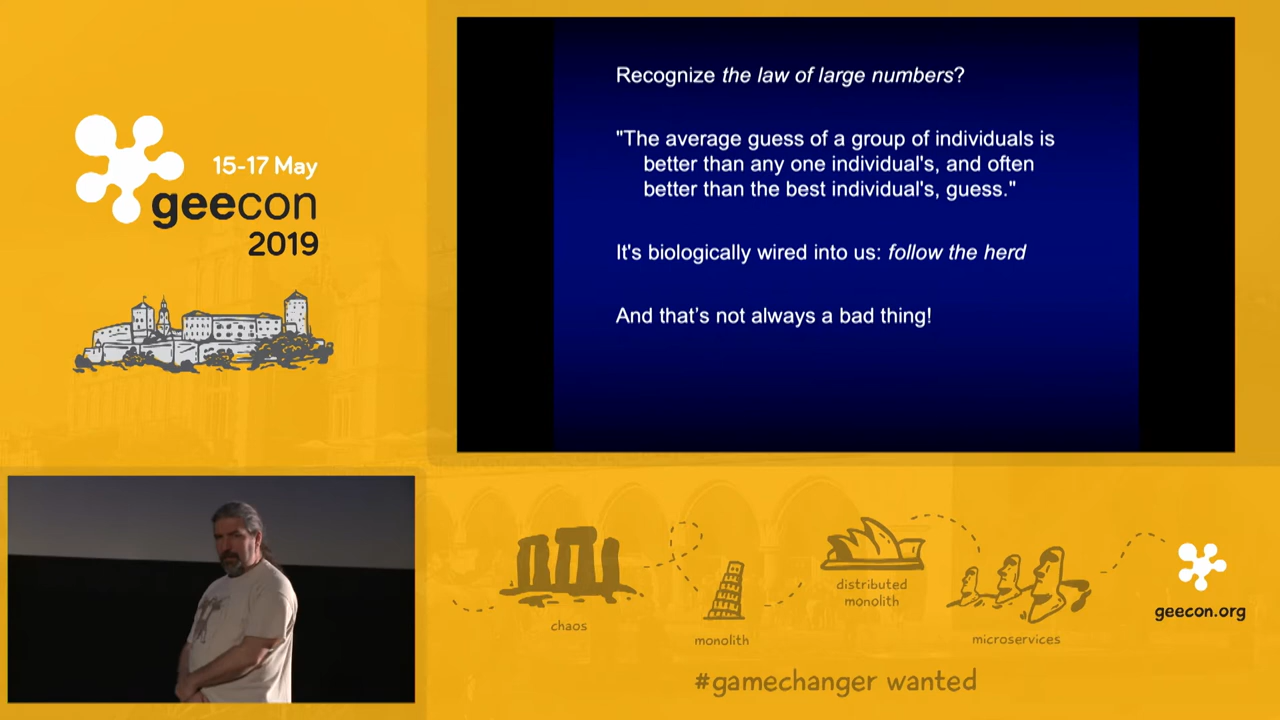 15-17 May
geecon
2019
Recognize the law of large numbers?
"The average guess of a group of individuals is
better than any one individual's, and often
better than the best individual's, guess."
It's biologically wired into us: follow the herd
And that's not always a bad thing!
chaos
monolith
distributed
monolith
microservices
geecon.org
#gamechanger wanted